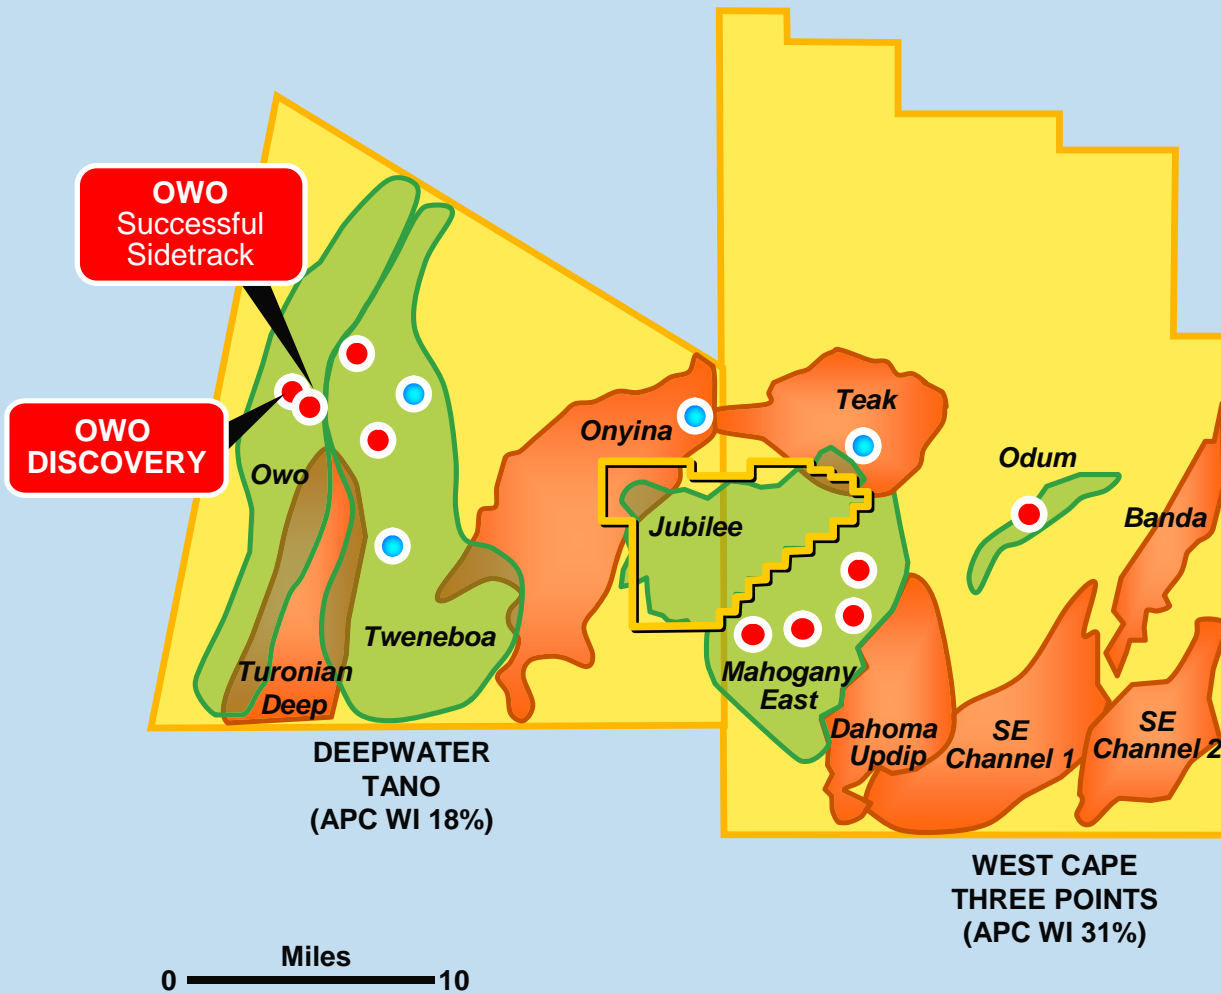 OWO
Successful
Sidetrack
OWO
DISCOVERY
Owo
Onyina
Teak
Odum
Banda
Jubilee
Tweneboa
Turonian
Deep
Mahogany
East
Dahoma
Updip
SE
Channel 1
SE
Channel 2
DEEPWATER
TANO
(APC WI 18%)
WEST CAPE
THREE POINTS
(APC WI 31%)
Miles
0 10